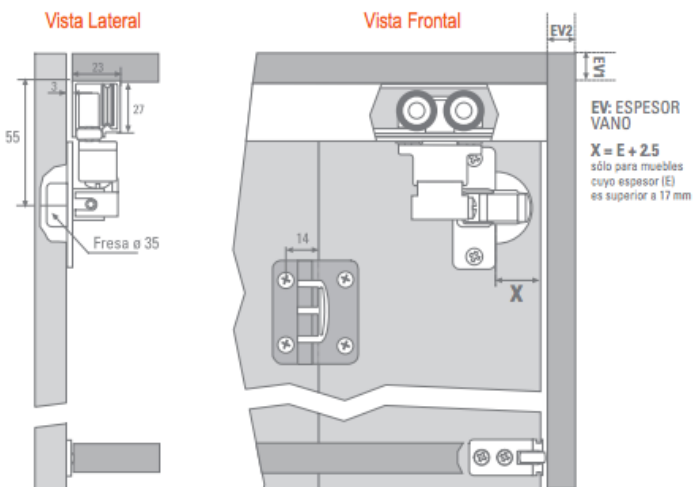 Vista Lateral
Vista Frontal
EV2
EV1
23
3
27
55
Fresa ø 35
14
X
EV: ESPESOR
VANO
X = E + 2.5
sólo para muebles
cuyo espesor (E)
es superior a 17 mm